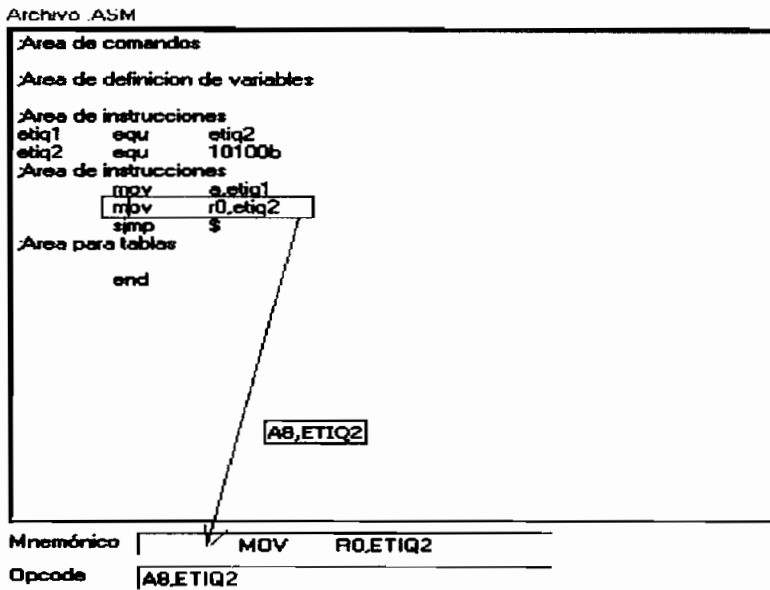 Archivo .ASM
;Area de comandos
;Area de definicion de variables
;Area de instrucciones
etiq1 equ etiq2
etiq2 equ 10100b
;Area de instrucciones
mov a,etiq1
mov r0,etiq2
sjmp $
;Area para tablas
end
A8,ETIQ2
Mnemónico MOV R0,ETIQ2
Opcode A8,ETIQ2